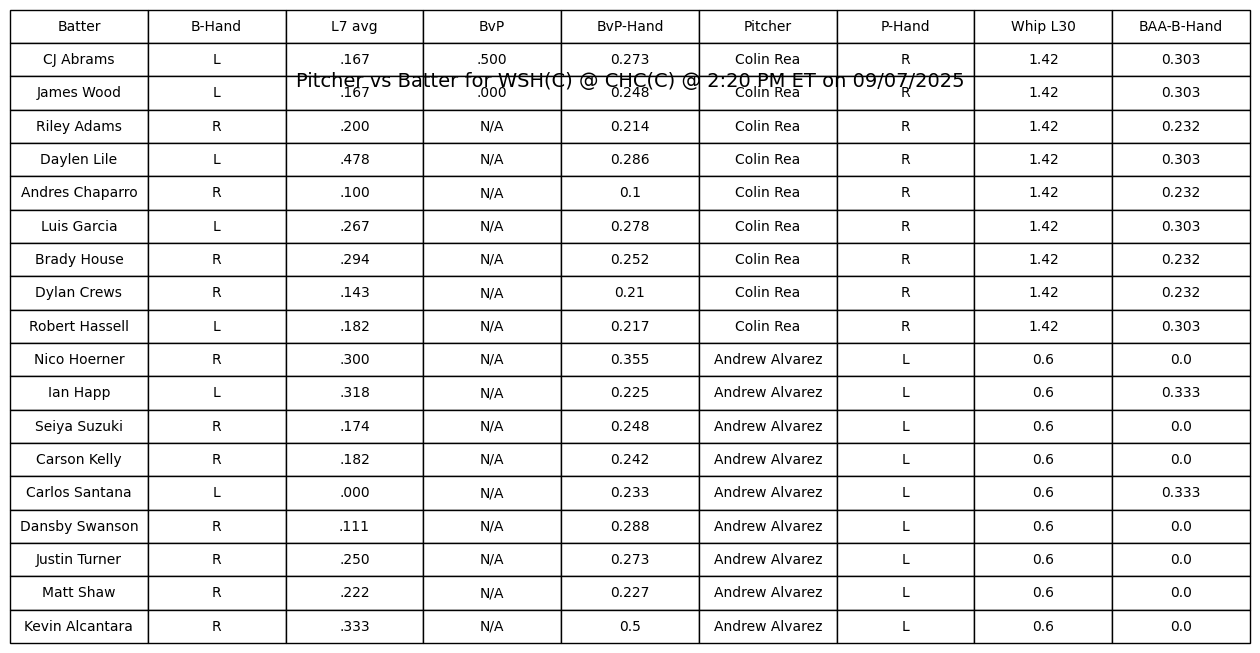 Batter B-Hand L7 avg BvP BvP-Hand Pitcher P-Hand Whip L30 BAA-B-Hand
CJ Abrams L .167 .500 0.273 Colin Rea R 1.42 0.303
Pitcher vs Batter for WSH(C) @ CHC(C) @ 2:20 PM ET on 09/07/2025
James Wood L .167 .000 0.248 Colin Rea R 1.42 0.303
Riley Adams R .200 N/A 0.214 Colin Rea R 1.42 0.232
Daylen Lile L .478 N/A 0.286 Colin Rea R 1.42 0.303
Andres Chaparro R .100 N/A 0.1 Colin Rea R 1.42 0.232
Luis Garcia L .267 N/A 0.278 Colin Rea R 1.42 0.303
Brady House R .294 N/A 0.252 Colin Rea R 1.42 0.232
Dylan Crews R .143 N/A 0.21 Colin Rea R 1.42 0.232
Robert Hassell L .182 N/A 0.217 Colin Rea R 1.42 0.303
Nico Hoerner R .300 N/A 0.355 Andrew Alvarez L 0.6 0.0
Ian Happ L .318 N/A 0.225 Andrew Alvarez L 0.6 0.333
Seiya Suzuki R .174 N/A 0.248 Andrew Alvarez L 0.6 0.0
Carson Kelly R .182 N/A 0.242 Andrew Alvarez L 0.6 0.0
Carlos Santana L .000 N/A 0.233 Andrew Alvarez L 0.6 0.333
Dansby Swanson R .111 N/A 0.288 Andrew Alvarez L 0.6 0.0
Justin Turner R .250 N/A 0.273 Andrew Alvarez L 0.6 0.0
Matt Shaw R .222 N/A 0.227 Andrew Alvarez L 0.6 0.0
Kevin Alcantara R .333 N/A 0.5 Andrew Alvarez L 0.6 0.0